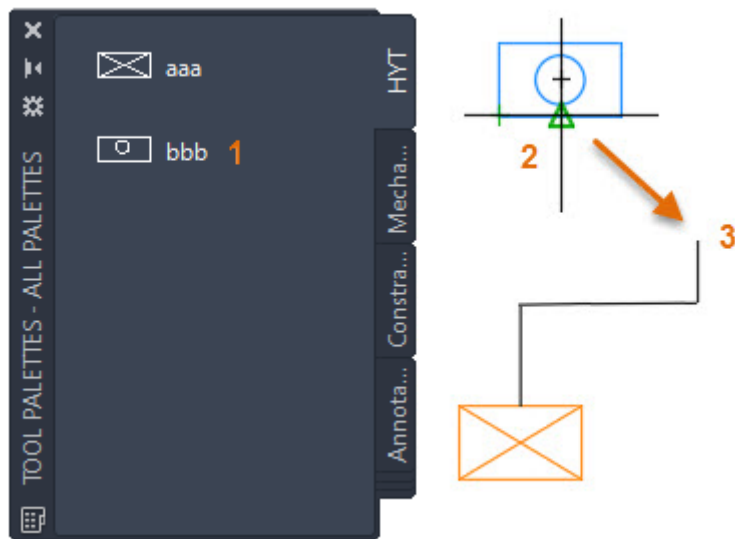 aaa
bbb 1
HYT
Mecha...
Constra...
Annota...
TOOL PALETTES - ALL PALETTES
2
3